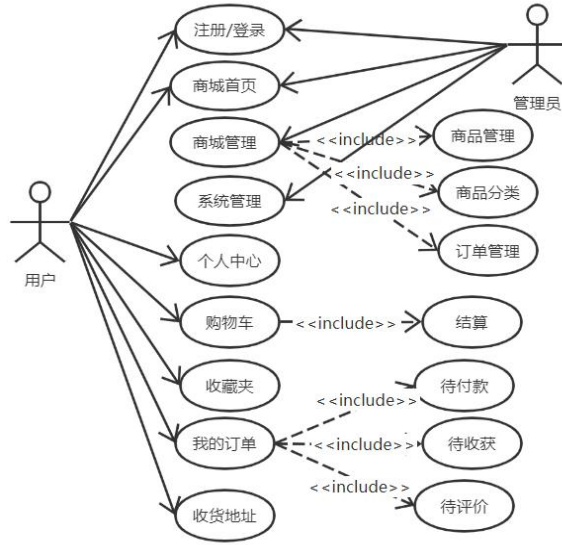 注册/登录
商城首页
管理员
商城管理
<<include>>
商品管理
<<include>>
商品分类
系统管理
<<include>>
订单管理
用户
个人中心
购物车
<<include>>
结算
收藏夹
<<include>>
待付款
我的订单
<<include>>
待收获
<<include>>
待评价
收货地址